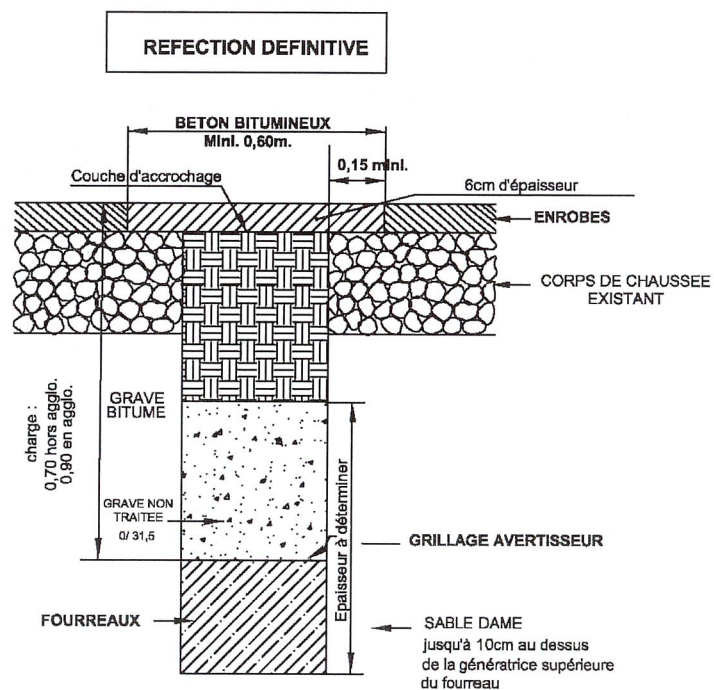 REFECTION DEFINITIVE
BETON BITUMINEUX
Mini. 0,60m.
0,15 mini.
Couche d'accrochage
6cm d'épaisseur
ENROBES
CORPS DE CHAUSSEE
EXISTANT
GRAVE
BITUME
charge :
0,70 hors agglo.
0,90 en agglo.
GRAVE NON
TRAITEE
0/ 31,5
Epaisseur à déterminer
GRILLAGE AVERTISSEUR
FOURREAUX
SABLE DAME
jusqu'à 10cm au dessus
de la génératrice supérieure
du fourreau